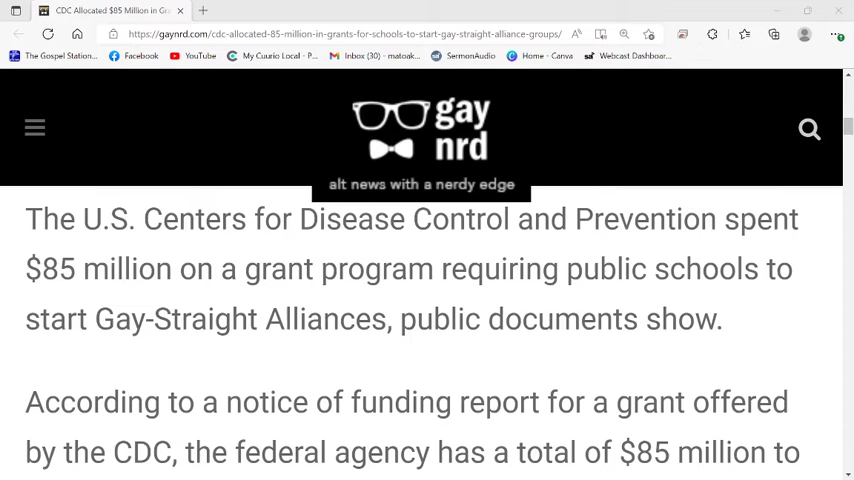 CDC Allocated $85 Million in Gra
https://gaynrd.com/cdc-allocated-85-million-in-grants-for-schools-to-start-gay-straight-alliance-groups/
The Gospel Station... Facebook YouTube My Cuurio Local - P... Inbox (30) - matoak... SermonAudio Home - Canva Webcast Dashboar...
gay
nrd
alt news with a nerdy edge
The U.S. Centers for Disease Control and Prevention spent
$85 million on a grant program requiring public schools to
start Gay-Straight Alliances, public documents show.
According to a notice of funding report for a grant offered
by the CDC, the federal agency has a total of $85 million to